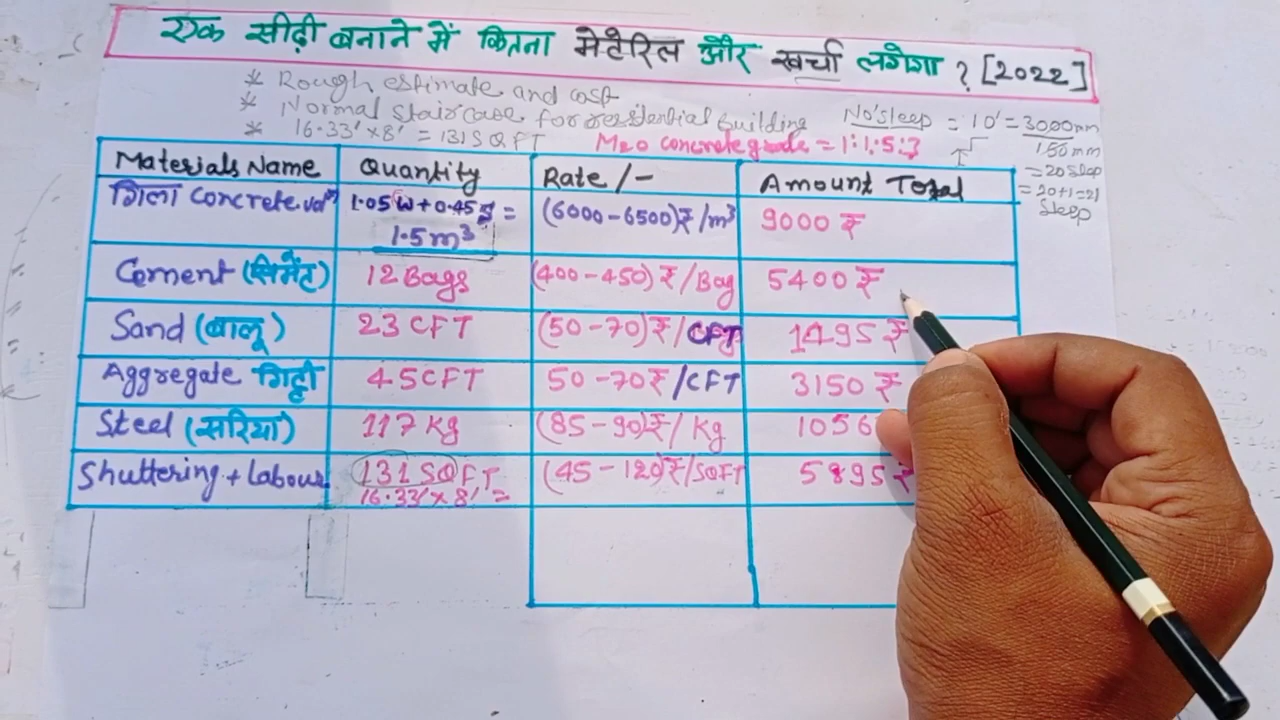 एक सीढ़ी बनाने में कितना मेटेरिल और खर्चा लगेगा ? [2022]
* Rough estimate and cost
* Normal staircase for residential building
* 16.33' × 8' = 131 SQFT
No's sleep = 10' = 3000mm
150 mm
= 20 sleep
= 20+1=21
sleep
M20 concrete grade = 1:1.5:3
Materials Name Quantity Rate /- Amount Total
गिला concrete vol 1.05 + 0.45 = 1.5m³ (6000-6500)₹/m³ 9000 ₹
Cement (सिमेंट) 12 Bags (400-450) ₹/Bag 5400 ₹
Sand (बालू) 23 CFT (50-70)₹/CFT 1495 ₹
Aggregate गिट्टी 45 CFT 50-70₹/CFT 3150 ₹
Steel (सरिया) 117 Kg (85-90)₹/Kg 1056
Shuttering + Labour 131 SQFT (45-120)₹/SQFT 5895 ₹
16.33' × 8' =